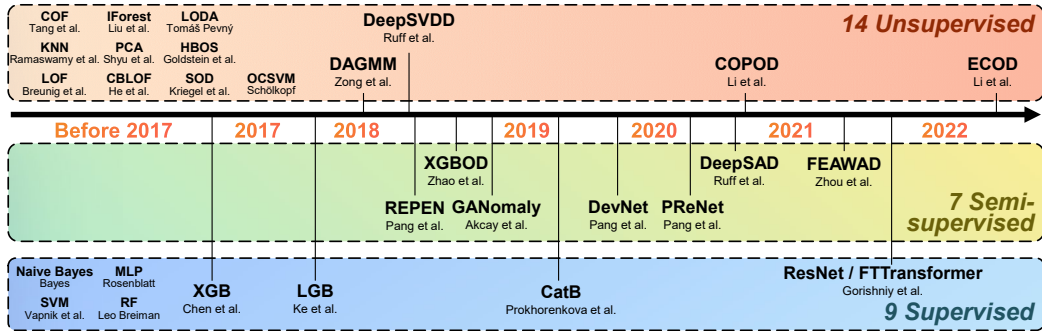 COF
Tang et al.
IForest
Liu et al.
LODA
Tomáš Pevný
KNN
Ramaswamy et al.
PCA
Shyu et al.
HBOS
Goldstein et al.
LOF
Breunig et al.
CBLOF
He et al.
SOD
Kriegel et al.
OCSVM
Schölkopf
DeepSVDD
Ruff et al.
DAGMM
Zong et al.
COPOD
Li et al.
ECOD
Li et al.
14 Unsupervised
Before 2017
2017
2018
2019
2020
2021
2022
XGBOD
Zhao et al.
REPEN
Pang et al.
GANomaly
Akcay et al.
DevNet
Pang et al.
PReNet
Pang et al.
DeepSAD
Ruff et al.
FEAWAD
Zhou et al.
7 Semi-
supervised
Naive Bayes
Bayes
MLP
Rosenblatt
SVM
Vapnik et al.
RF
Leo Breiman
XGB
Chen et al.
LGB
Ke et al.
CatB
Prokhorenkova et al.
ResNet / FTTransformer
Gorishniy et al.
9 Supervised